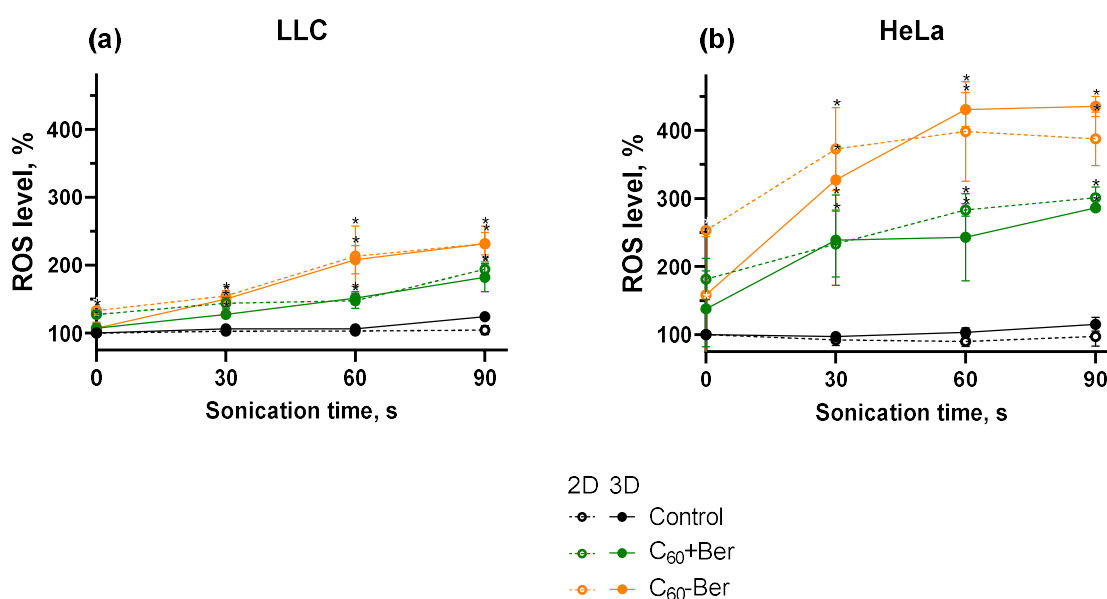 (a) LLC
ROS level, %
400
300
200
100
0 30 60 90
Sonication time, s
(b) HeLa
ROS level, %
400
300
200
100
0 30 60 90
Sonication time, s
2D 3D
Control
C₆₀+Ber
C₆₀-Ber